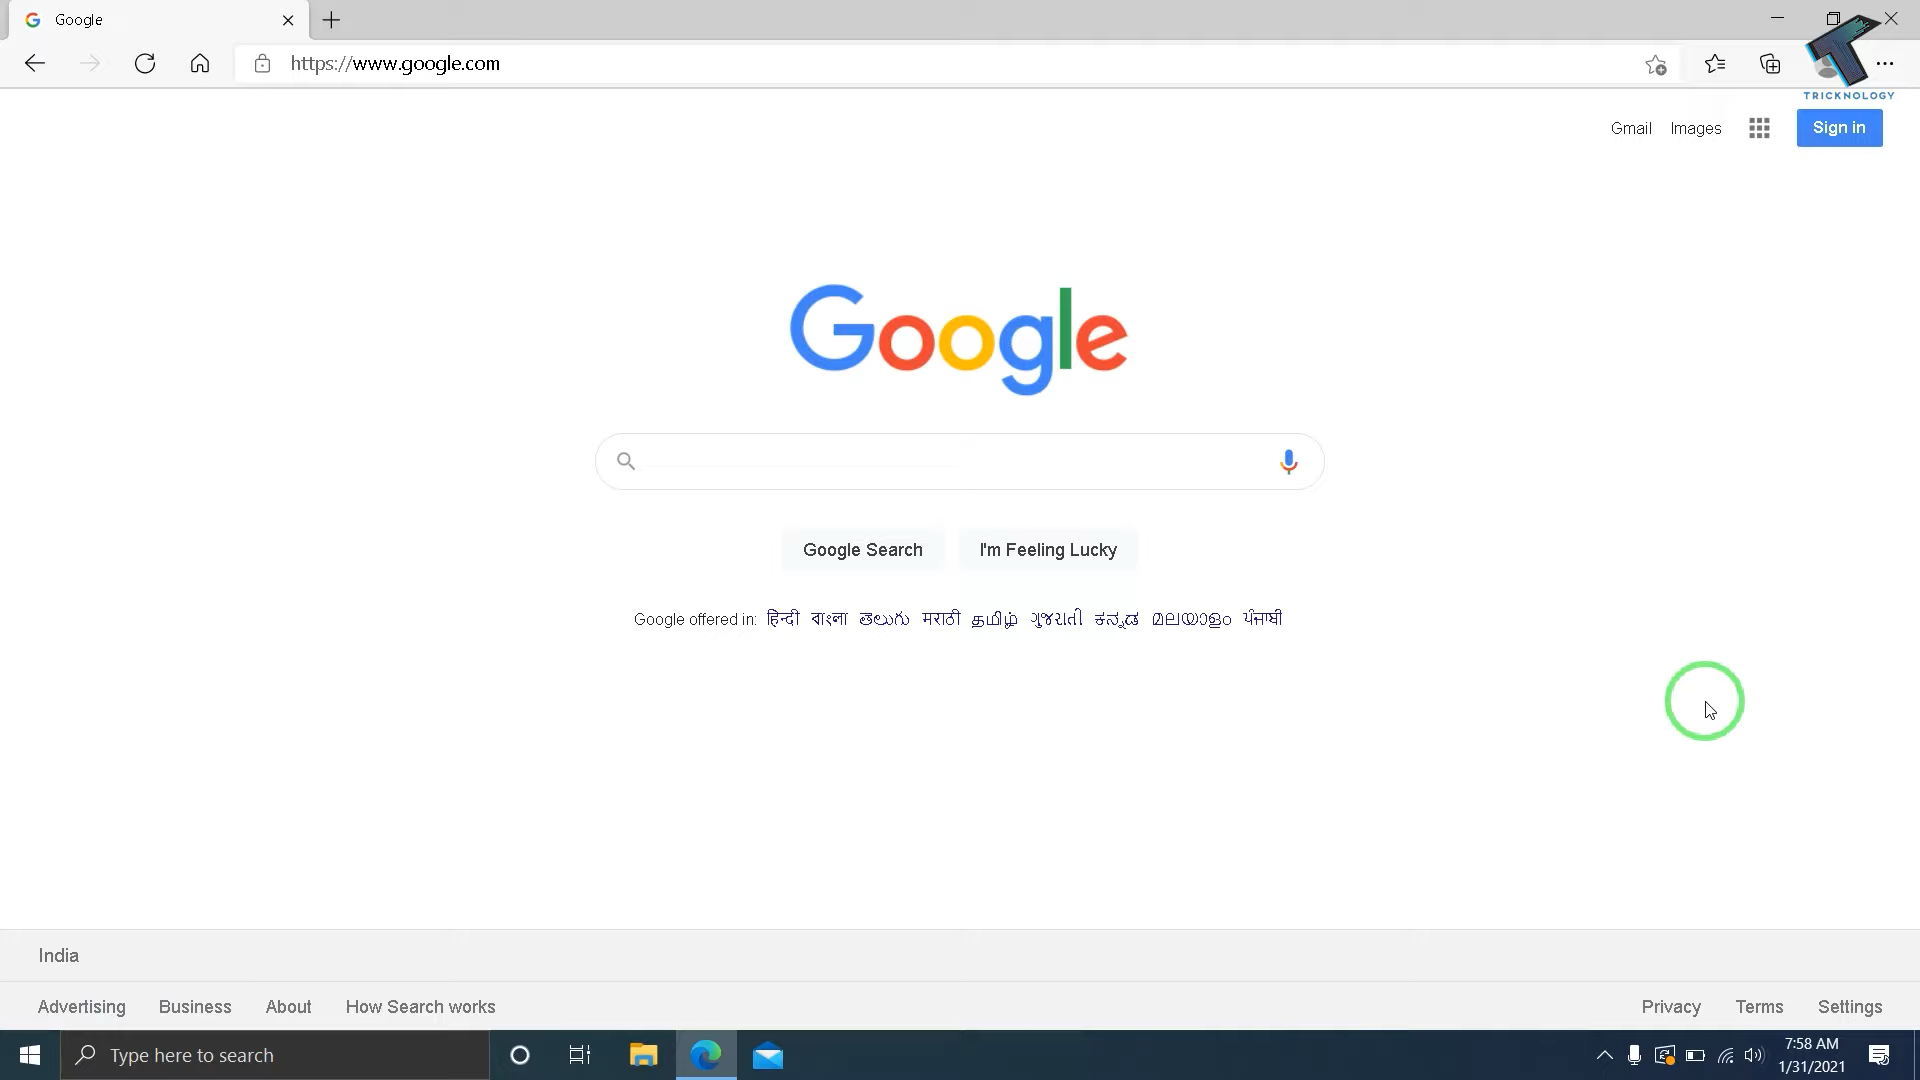 Google
https://www.google.com
TRICKNOLOGY
Gmail Images Sign in
Google
Google Search I'm Feeling Lucky
Google offered in: हिन्दी বাংলা తెలుగు मराठी தமிழ் ગુજરાતી ಕನ್ನಡ മലയാളം ਪੰਜਾਬੀ
India
Advertising Business About How Search works Privacy Terms Settings
Type here to search
7:58 AM
1/31/2021